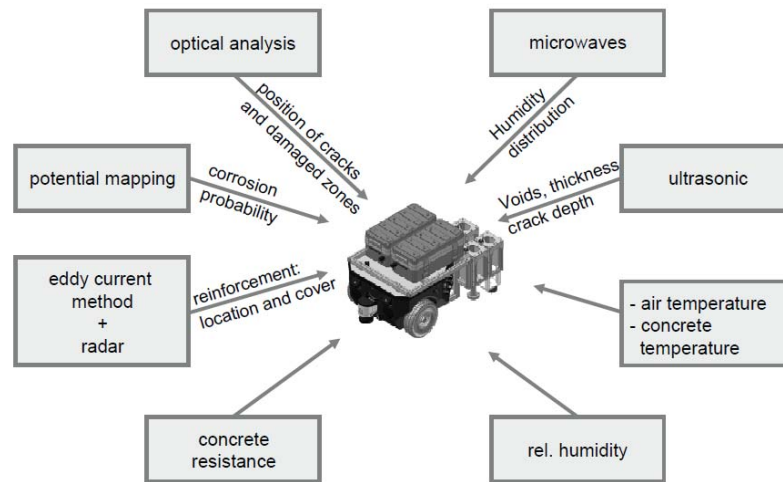 optical analysis
microwaves
position of cracks
and damaged zones
Humidity
distribution
potential mapping
corrosion
probability
Voids, thickness
crack depth
ultrasonic
eddy current
method
+
radar
reinforcement:
location and cover
- air temperature
- concrete
temperature
concrete
resistance
rel. humidity